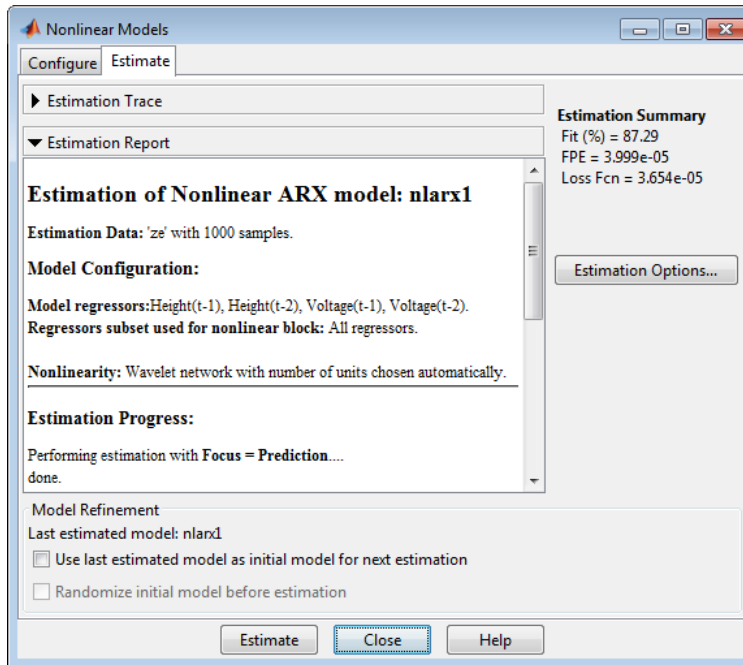 Nonlinear Models
Configure Estimate
Estimation Trace
Estimation Report
Estimation of Nonlinear ARX model: nlarx1
Estimation Data: 'ze' with 1000 samples.
Model Configuration:
Model regressors:Height(t-1), Height(t-2), Voltage(t-1), Voltage(t-2).
Regressors subset used for nonlinear block: All regressors.
Nonlinearity: Wavelet network with number of units chosen automatically.
Estimation Progress:
Performing estimation with Focus = Prediction....
done.
Estimation Summary
Fit (%) = 87.29
FPE = 3.999e-05
Loss Fcn = 3.654e-05
Estimation Options...
Model Refinement
Last estimated model: nlarx1
Use last estimated model as initial model for next estimation
Randomize initial model before estimation
Estimate Close Help